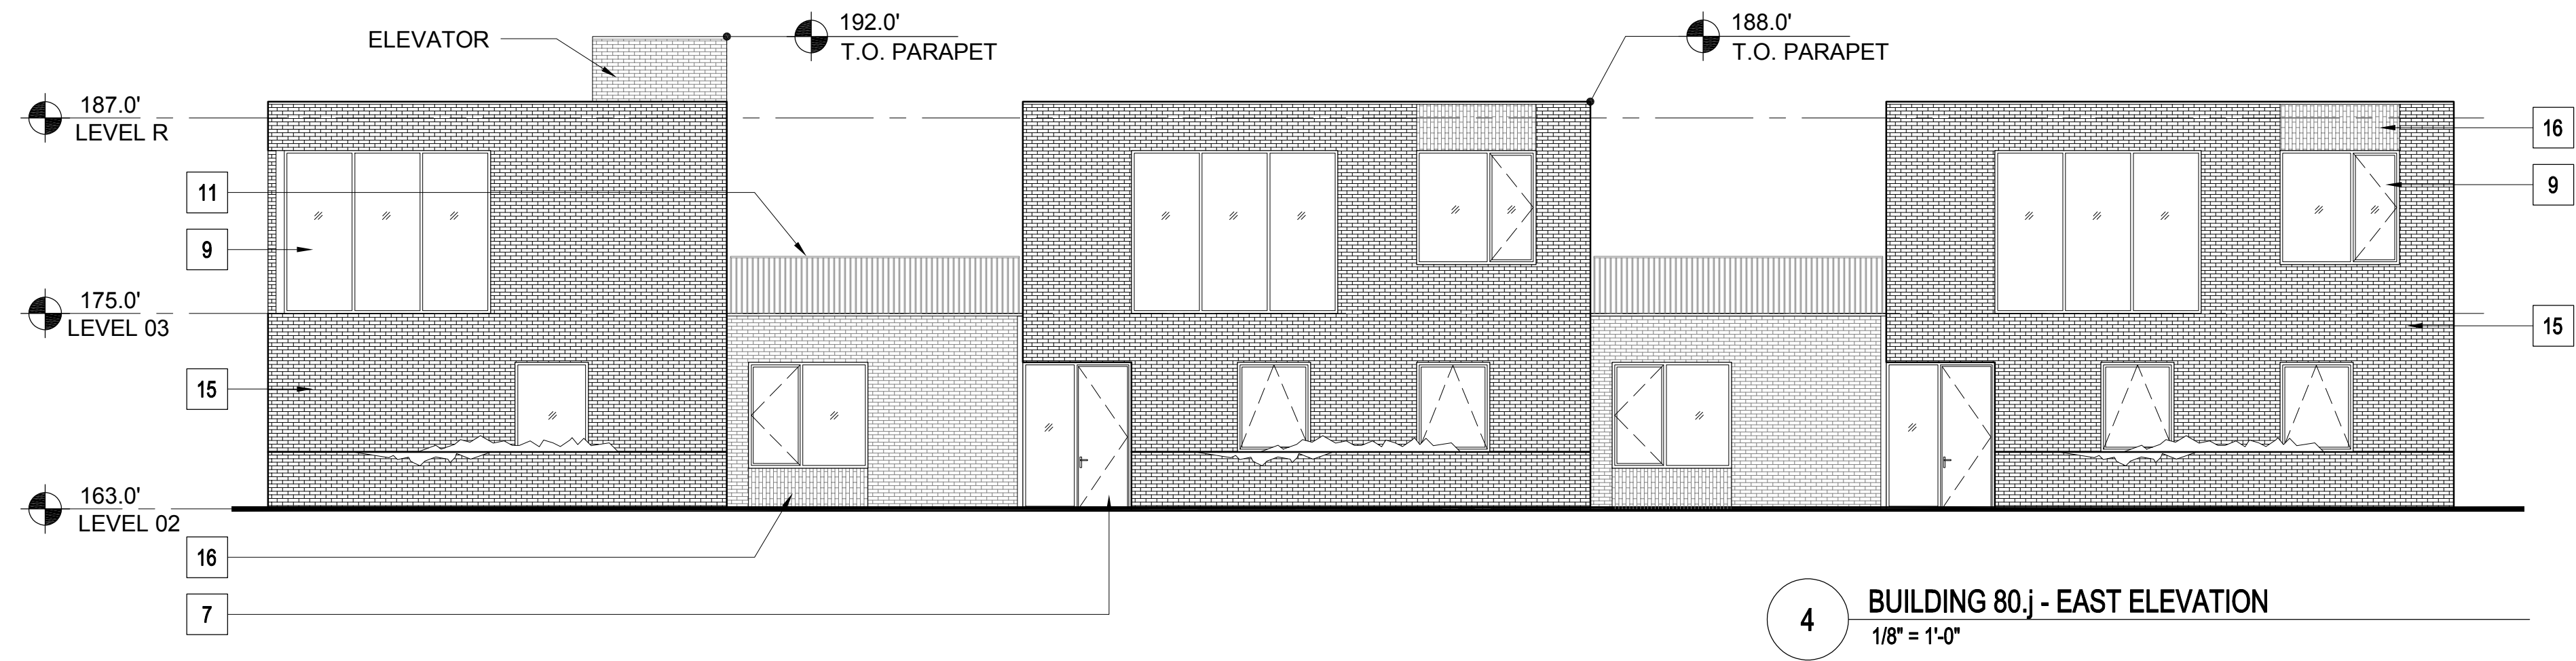 ELEVATOR
192.0'
T.O. PARAPET
188.0'
T.O. PARAPET
187.0'
LEVEL R
16
11
9
9
175.0'
LEVEL 03
15
15
163.0'
LEVEL 02
16
7
4
BUILDING 80.j - EAST ELEVATION
1/8" = 1'-0"